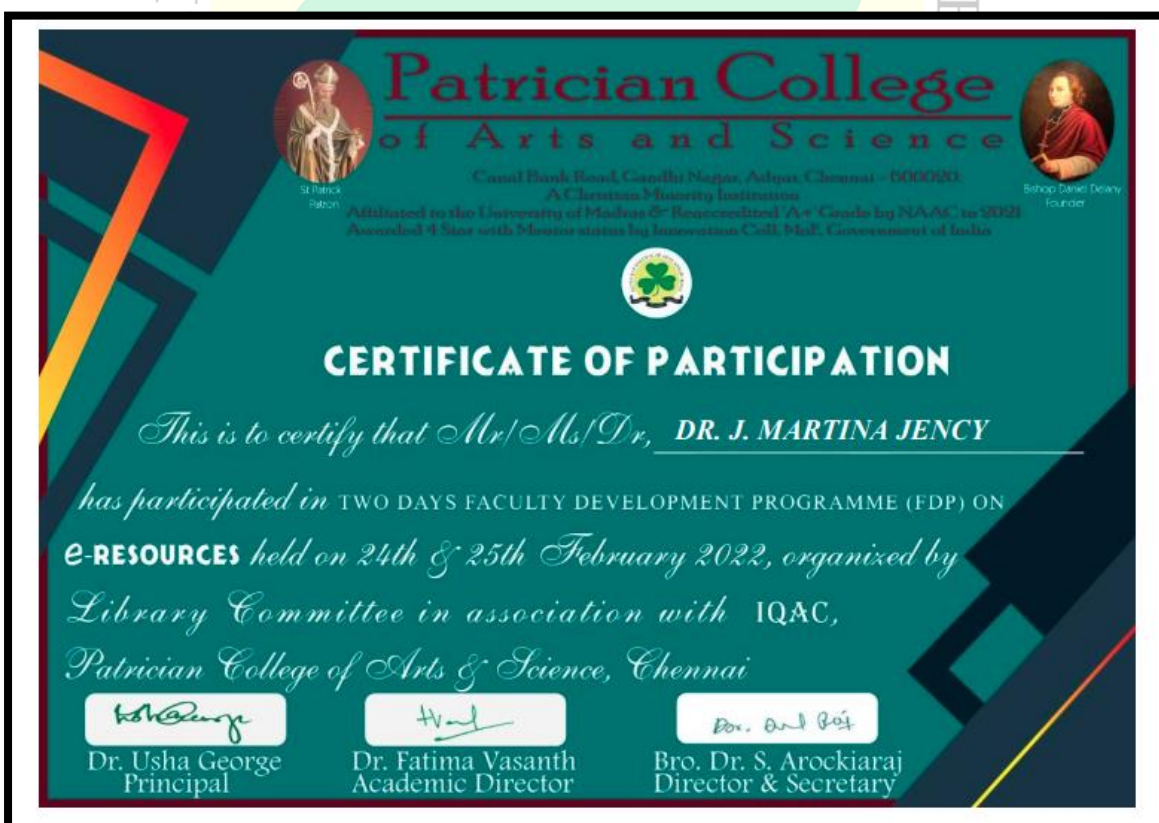 Patrician College
of Arts and Science
Canal Bank Road, Gandhi Nagar, Adyar, Chennai - 600020.
A Christian Minority Institution
Affiliated to the University of Madras & Reaccredited 'A+' Grade by NAAC in 2021
Awarded 4 Star with Mentor status by Innovation Cell, MoE, Government of India
St Patrick
Patron
Bishop Daniel Delany
Founder
CERTIFICATE OF PARTICIPATION
This is to certify that Mr/Ms/Dr, DR. J. MARTINA JENCY
has participated in TWO DAYS FACULTY DEVELOPMENT PROGRAMME (FDP) ON
e-RESOURCES held on 24th & 25th February 2022, organized by
Library Committee in association with IQAC,
Patrician College of Arts & Science, Chennai
Dr. Usha George
Principal
Dr. Fatima Vasanth
Academic Director
Bro. Dr. S. Arockiaraj
Director & Secretary